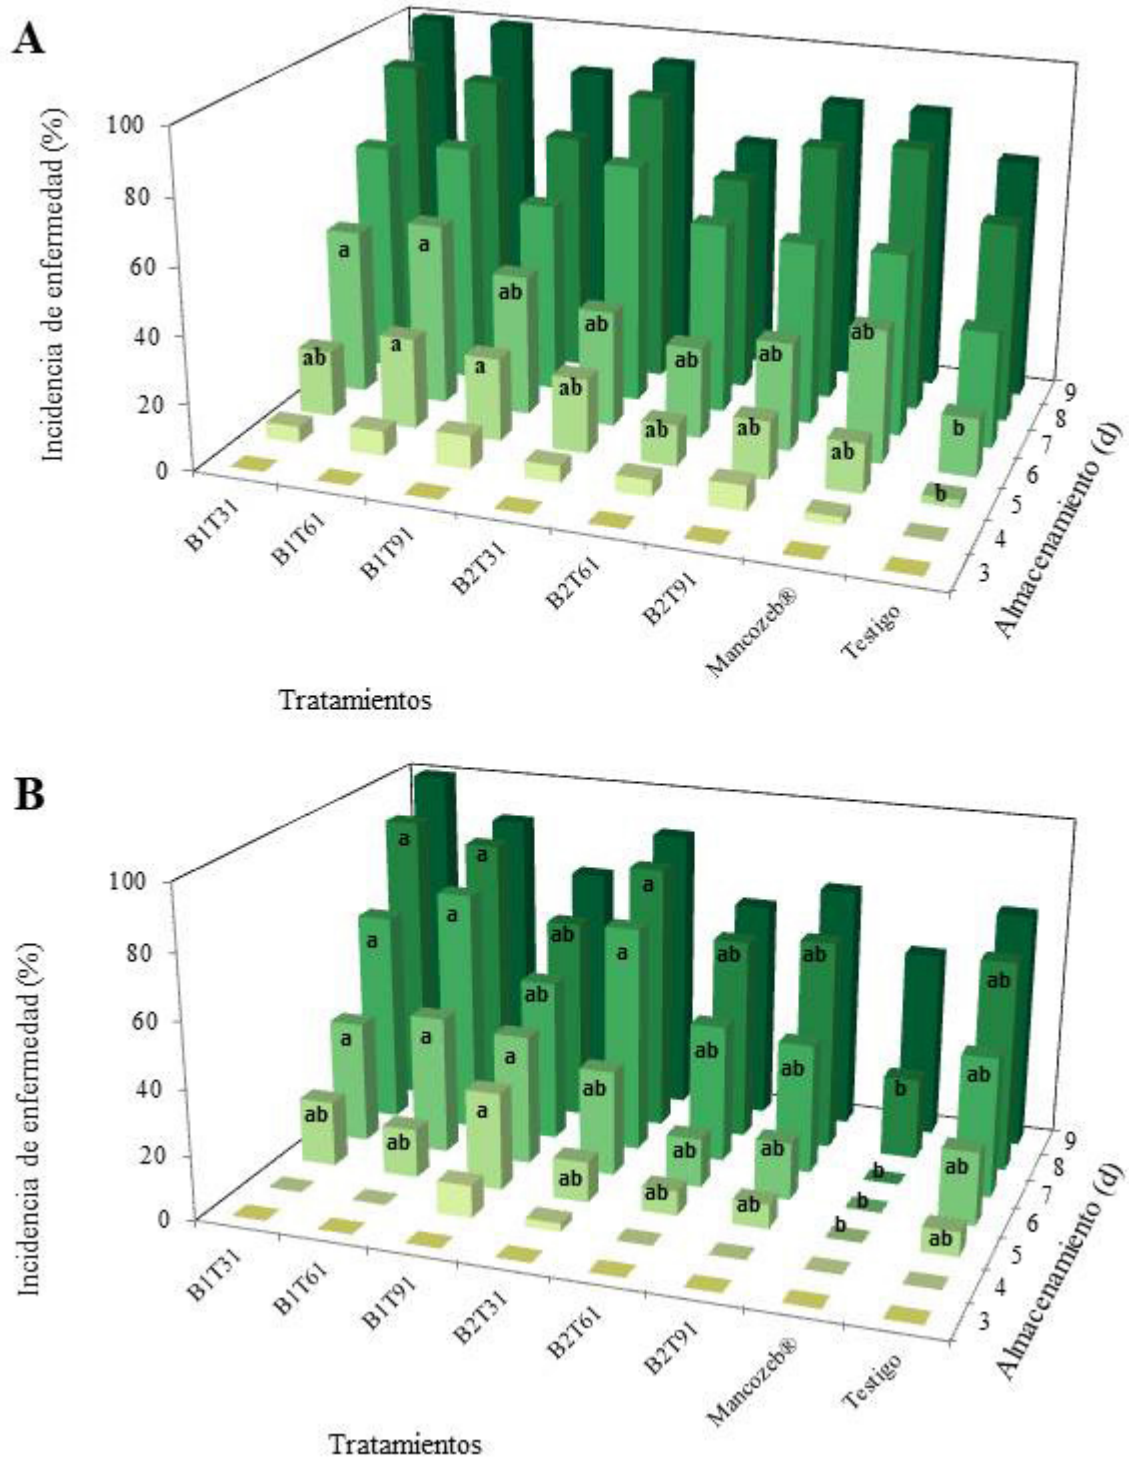 A
Incidencia de enfermedad (%)
100
80
60
40
20
0
a
a
ab
ab
ab
ab
ab
b
ab
a
a
ab
ab
ab
ab
b
B1T31
B1T61
B1T91
B2T31
B2T61
B2T91
Mancozeb®
Testigo
9
8
7
6
5
4
3
Almacenamiento (d)
Tratamientos
B
Incidencia de enfermedad (%)
100
80
60
40
20
0
a
a
ab
a
ab
ab
b
ab
a
a
ab
a
ab
ab
b
ab
a
a
a
ab
ab
ab
b
ab
ab
ab
a
ab
ab
ab
b
ab
B1T31
B1T61
B1T91
B2T31
B2T61
B2T91
Mancozeb®
Testigo
9
8
7
6
5
4
3
Almacenamiento (d)
Tratamientos